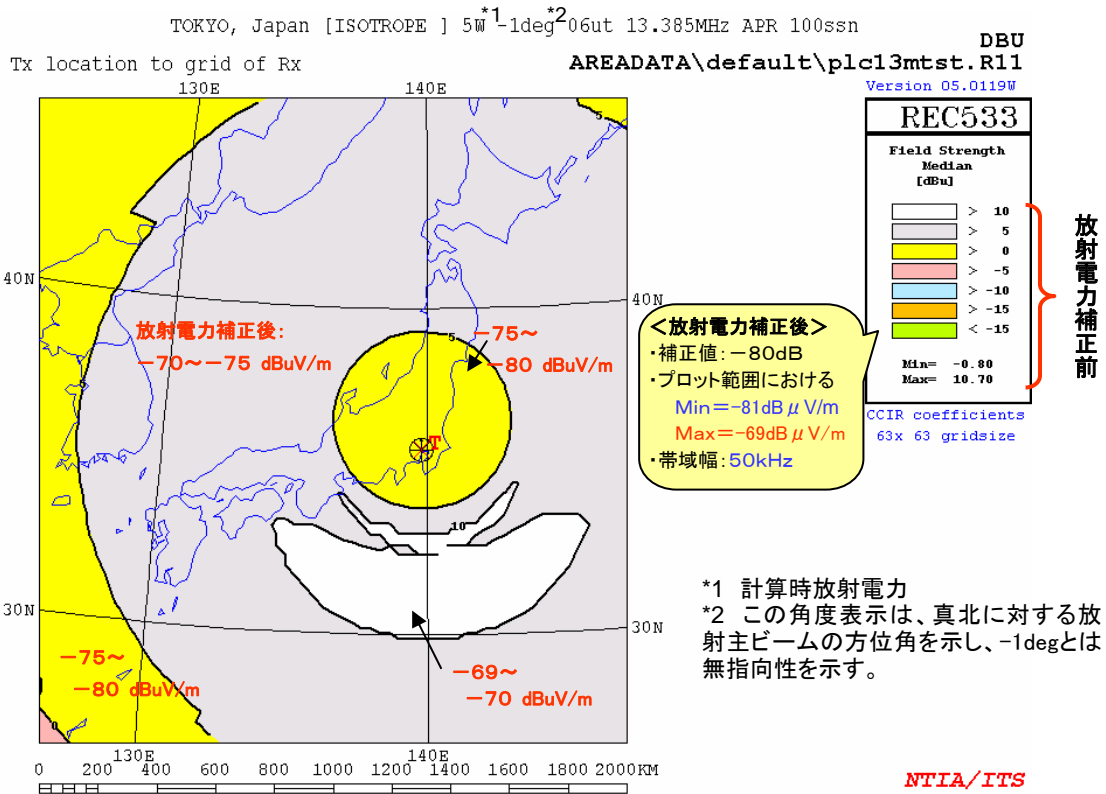 TOKYO, Japan [ISOTROPE ] 5W*1 -1deg*2 06ut 13.385MHz APR 100ssn
DBU
Tx location to grid of Rx
AREADATA\default\plc13mtst.R11
Version 05.0119W
130E
140E
REC533
Field Strength
Median
[dBu]
> 10
> 5
> 0
> -5
> -10
> -15
< -15
Min= -0.80
Max= 10.70
放射電力補正前
CCIR coefficients
63x 63 gridsize
5
40N
40N
放射電力補正後:
-70～-75 dBuV/m
5
-75～
-80 dBuV/m
T
<放射電力補正後>
・補正値:-80dB
・プロット範囲における
Min=-81dBμV/m
Max=-69dBμV/m
・帯域幅:50kHz
10
30N
30N
-75～
-80 dBuV/m
-69～
-70 dBuV/m
0
*1 計算時放射電力
*2 この角度表示は、真北に対する放
射主ビームの方位角を示し、-1degとは
無指向性を示す。
130E
140E
0 200 400 600 800 1000 1200 1400 1600 1800 2000KM
NTIA/ITS